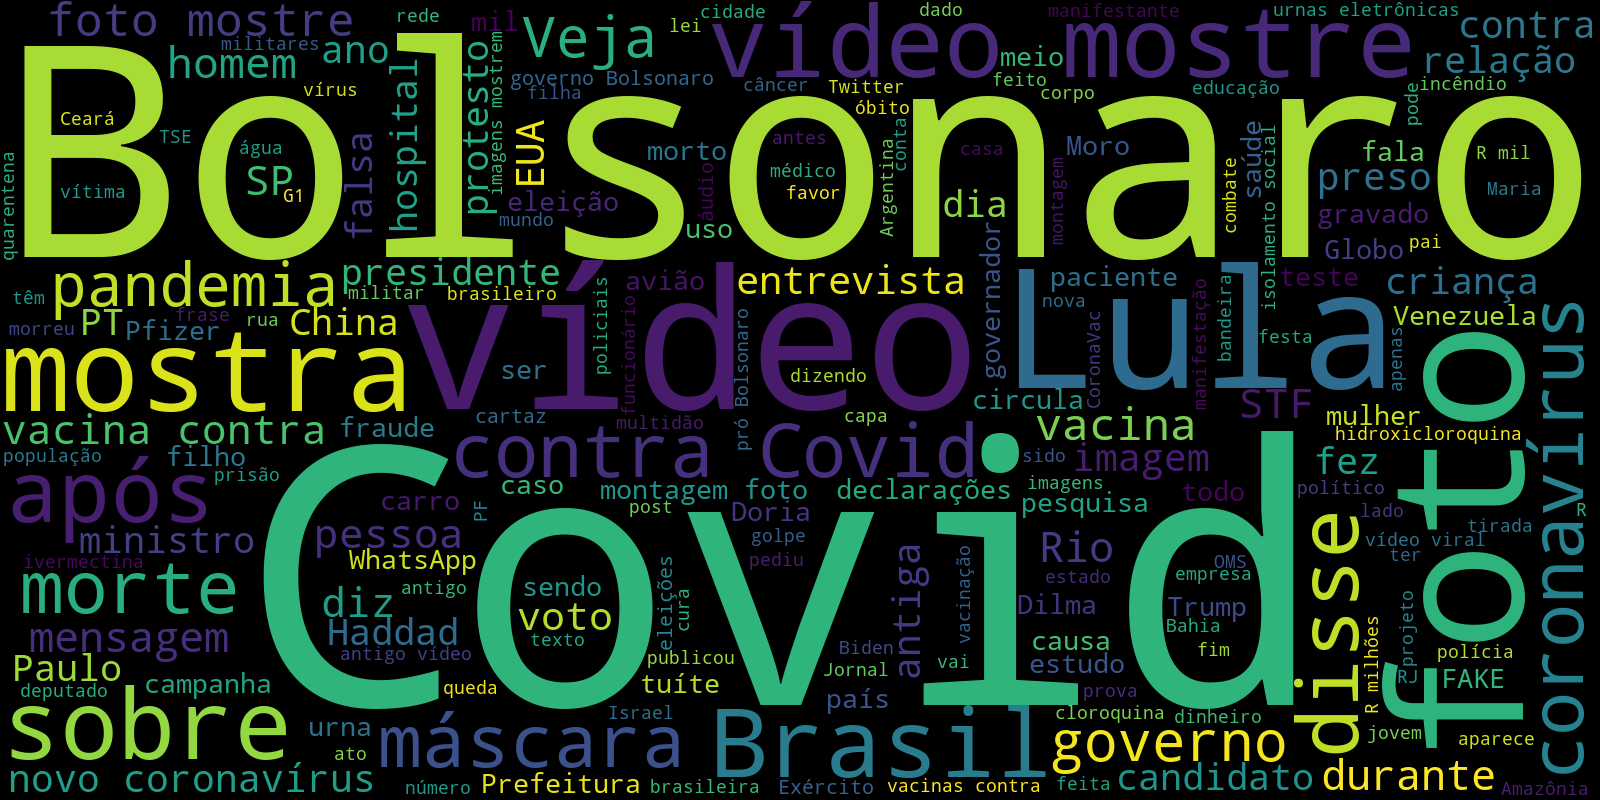 foto mostre
rede
mil
Veja
lei
cidade
dado
vídeo mostre
manifestante
urnas eletrônicas
contra
militares
homem
ano
protesto
imagens mostrem
governo Bolsonaro
filha
câncer
Twitter
óbito
meio
feito
corpo
educação
relação
pode
incêndio
Bolsonaro
vírus
Ceará
TSE
água
SP
G1
vítima
quarentena
falsa
hospital
EUA
eleição
mundo
morto
áudio
uso
antes
médico
favor
Argentina
conta
casa
dia
montagem
Moro
combate
saúde
isolamento social
fala
preso
gravado
Globo
pai
R mil
Maria
têm
pandemia
presidente
militar
brasileiro
morreu
PT
frase
Pfizer
rua
China
mostra
vídeo
policiais
avião
funcionário
entrevista
governador
Lula
paciente
nova
CoronaVac
manifestação
bandeira
teste
festa
criança
Venezuela
apenas
foto
coronavírus
ser
cartaz
multidão
pró Bolsonaro
dizendo
capa
circula
STF
mulher
hidroxicloroquina
vacina contra
fraude
população
filho
prisão
contra Covid
vacina
sido
imagem
fez
após
carro
caso
PF
montagem foto
post
declarações
Doria
golpe
pediu
imagens
pesquisa
todo
político
lado
tirada
R
vídeo viral
ter
ministro
pessoa
ivermectina
WhatsApp
antigo
morte
diz
sendo
voto
texto
Covid
eleições
cura
antiga
vacinação
Rio
estado
OMS
empresa
Dilma
Trump
Bahia
fim
disse
R milhões
projeto
RJ
polícia
FAKE
mensagem
Haddad
antigo vídeo
publicou
tuíte
Biden
Jornal
vai
causa
estudo
Paulo
deputado
campanha
queda
país
prova
sobre
urna
ato
máscara
Israel
Brasil
cloroquina
dinheiro
governo
jovem
aparece
novo coronavírus
número
Prefeitura
brasileira
Exército
vacinas contra
feita
candidato
durante
Amazônia